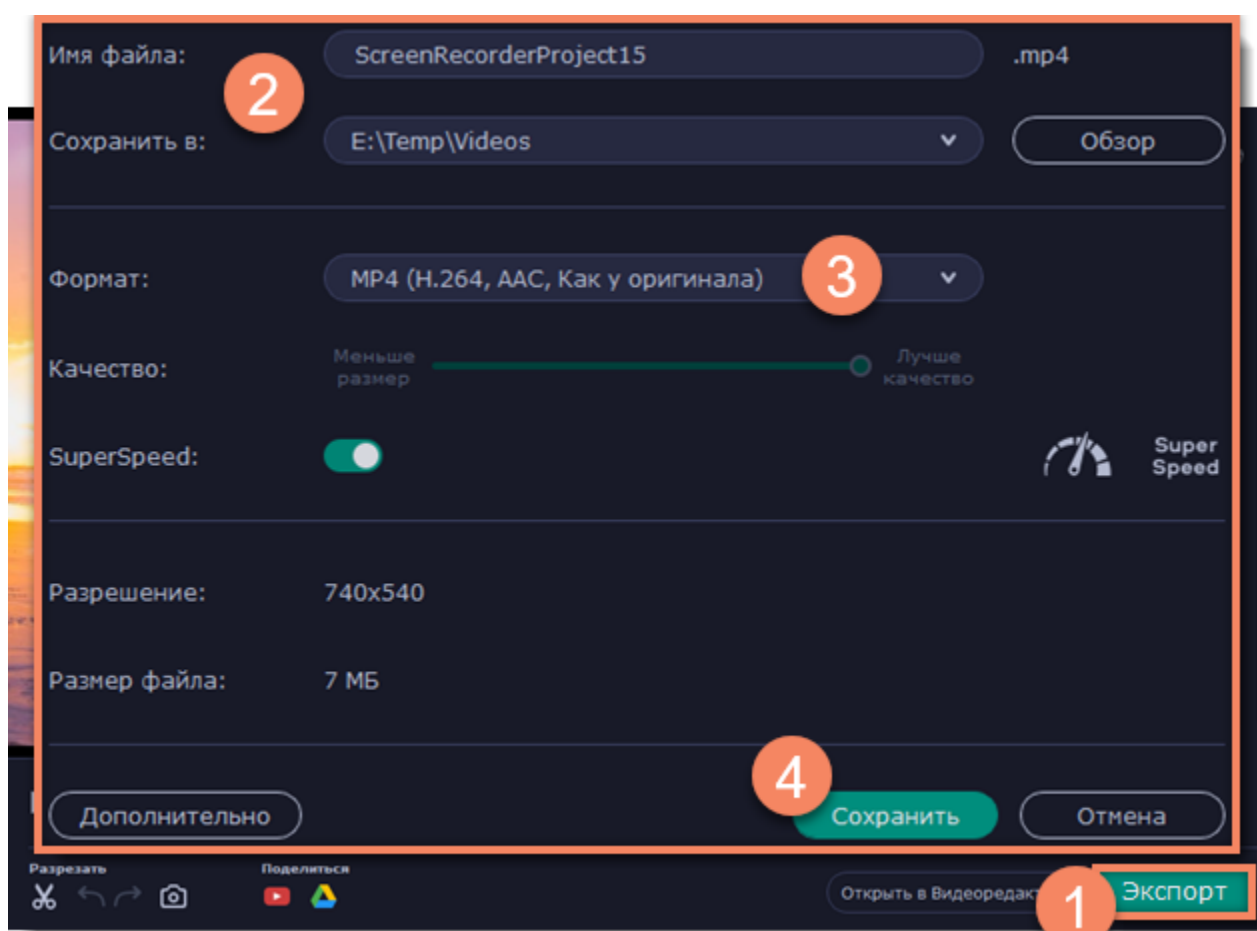 Имя файла: ScreenRecorderProject15 .mp4
2
Сохранить в: E:\Temp\Videos Обзор
Формат: MP4 (H.264, AAC, Как у оригинала) 3
Качество: Меньше размер Лучше качество
SuperSpeed: Super Speed
Разрешение: 740x540
Размер файла: 7 МБ
4
Дополнительно Сохранить Отмена
Разрезать Поделиться
Открыть в 1 Экспорт